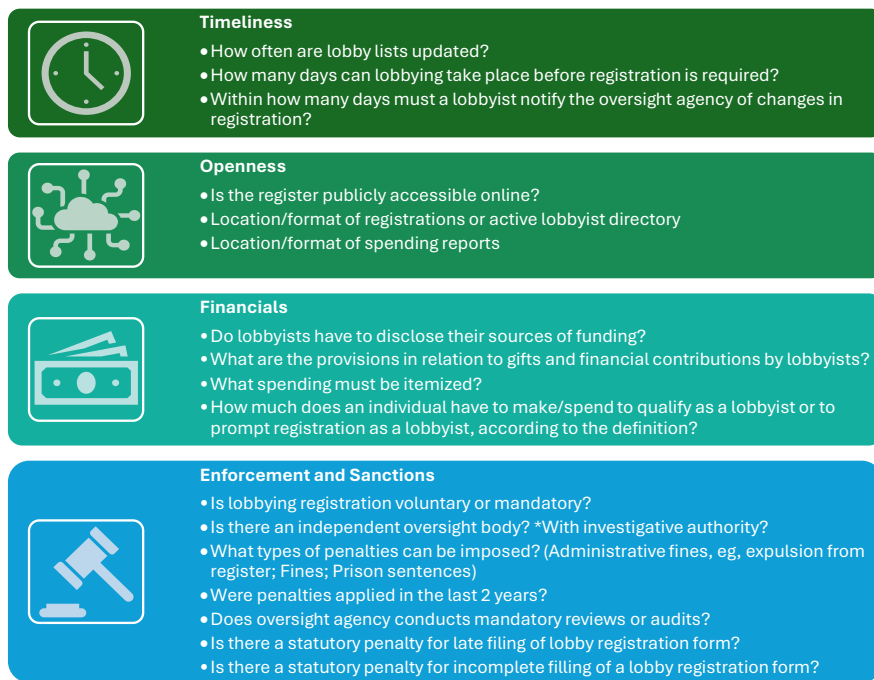 Timeliness
•How often are lobby lists updated?
•How many days can lobbying take place before registration is required?
•Within how many days must a lobbyist notify the oversight agency of changes in
registration?
Openness
•Is the register publicly accessible online?
•Location/format of registrations or active lobbyist directory
•Location/format of spending reports
Financials
•Do lobbyists have to disclose their sources of funding?
•What are the provisions in relation to gifts and financial contributions by lobbyists?
•What spending must be itemized?
•How much does an individual have to make/spend to qualify as a lobbyist or to
prompt registration as a lobbyist, according to the definition?
Enforcement and Sanctions
•Is lobbying registration voluntary or mandatory?
•Is there an independent oversight body? *With investigative authority?
•What types of penalties can be imposed? (Administrative fines, eg, expulsion from
register; Fines; Prison sentences)
•Were penalties applied in the last 2 years?
•Does oversight agency conducts mandatory reviews or audits?
•Is there a statutory penalty for late filing of lobby registration form?
•Is there a statutory penalty for incomplete filling of a lobby registration form?